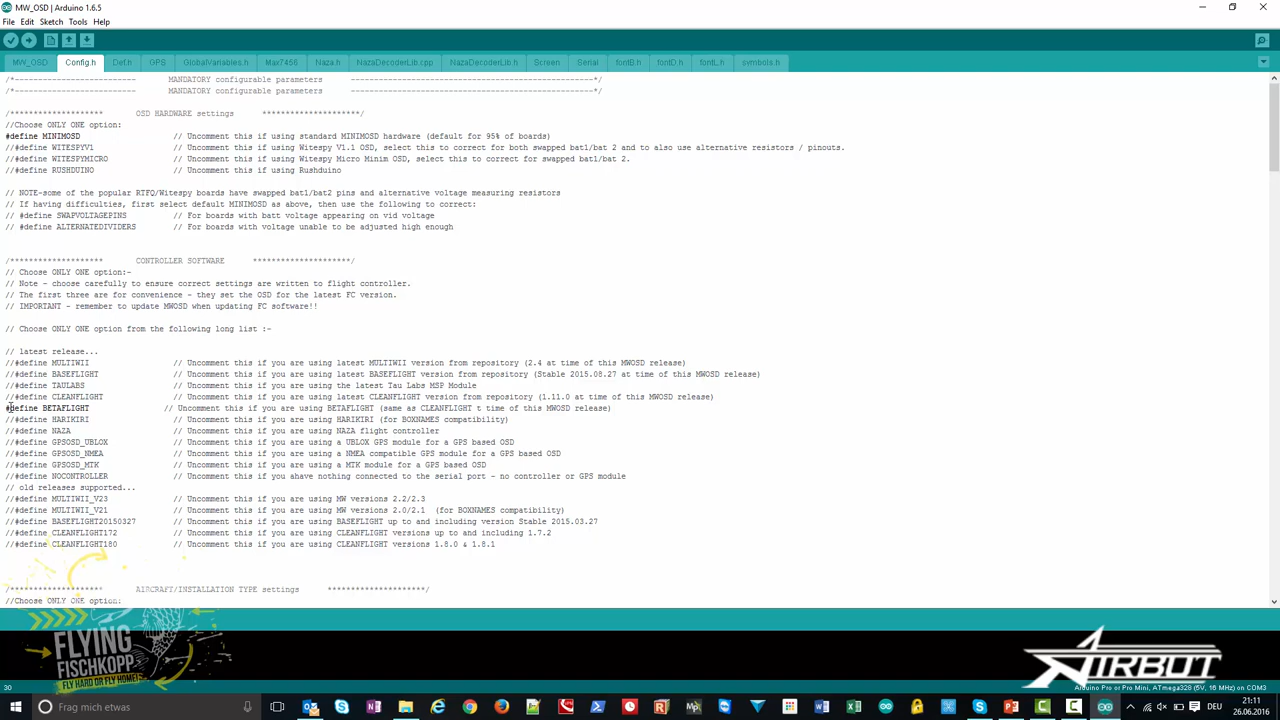 MW_OSD | Arduino 1.6.5
File Edit Sketch Tools Help
MW_OSD Config.h Def.h GPS GlobalVariables.h Max7456 Naza.h NazaDecoderLib.cpp NazaDecoderLib.h Screen Serial fontB.h fontD.h fontL.h symbols.h
/*-------------------------- MANDATORY configurable parameters ----------------------------------------------------*/
/*-------------------------- MANDATORY configurable parameters ----------------------------------------------------*/
/******************** OSD HARDWARE settings *********************/
//Choose ONLY ONE option:
#define MINIMOSD // Uncomment this if using standard MINIMOSD hardware (default for 95% of boards)
//#define WITESPYV1 // Uncomment this if using Witespy V1.1 OSD, select this to correct for both swapped bat1/bat 2 and to also use alternative resistors / pinouts.
//#define WITESPYMICRO // Uncomment this if using Witespy Micro Minim OSD, select this to correct for swapped bat1/bat 2.
//#define RUSHDUINO // Uncomment this if using Rushduino
// NOTE-some of the popular RTFQ/Witespy boards have swapped bat1/bat2 pins and alternative voltage measuring resistors
// If having difficulties, first select default MINIMOSD as above, then use the following to correct:
// #define SWAPVOLTAGEPINS // For boards with batt voltage appearing on vid voltage
// #define ALTERNATEDIVIDERS // For boards with voltage unable to be adjusted high enough
/******************** CONTROLLER SOFTWARE *********************/
// Choose ONLY ONE option:-
// Note - choose carefully to ensure correct settings are written to flight controller.
// The first three are for convenience - they set the OSD for the latest FC version.
// IMPORTANT - remember to update MWOSD when updating FC software!!
// Choose ONLY ONE option from the following long list :-
// latest release...
//#define MULTIWII // Uncomment this if you are using latest MULTIWII version from repository (2.4 at time of this MWOSD release)
//#define BASEFLIGHT // Uncomment this if you are using latest BASEFLIGHT version from repository (Stable 2015.08.27 at time of this MWOSD release)
//#define TAULABS // Uncomment this if you are using the latest Tau Labs MSP Module
//#define CLEANFLIGHT // Uncomment this if you are using latest CLEANFLIGHT version from repository (1.11.0 at time of this MWOSD release)
#define BETAFLIGHT // Uncomment this if you are using BETAFLIGHT (same as CLEANFLIGHT t time of this MWOSD release)
//#define HARIKIRI // Uncomment this if you are using HARIKIRI (for BOXNAMES compatibility)
//#define NAZA // Uncomment this if you are using NAZA flight controller
//#define GPSOSD_UBLOX // Uncomment this if you are using a UBLOX GPS module for a GPS based OSD
//#define GPSOSD_NMEA // Uncomment this if you are using a NMEA compatible GPS module for a GPS based OSD
//#define GPSOSD_MTK // Uncomment this if you are using a MTK module for a GPS based OSD
//#define NOCONTROLLER // Uncomment this if you ahave nothing connected to the serial port - no controller or GPS module
// old releases supported...
//#define MULTIWII_V23 // Uncomment this if you are using MW versions 2.2/2.3
//#define MULTIWII_V21 // Uncomment this if you are using MW versions 2.0/2.1 (for BOXNAMES compatibility)
//#define BASEFLIGHT20150327 // Uncomment this if you are using BASEFLIGHT up to and including version Stable 2015.03.27
//#define CLEANFLIGHT172 // Uncomment this if you are using CLEANFLIGHT versions up to and including 1.7.2
//#define CLEANFLIGHT180 // Uncomment this if you are using CLEANFLIGHT versions 1.8.0 & 1.8.1
/******************** AIRCRAFT/INSTALLATION TYPE settings *********************/
//Choose ONLY ONE option:
FLYING
FISCHKOPP
FLY HARD OR FLY HOME!
AIRBUT
30
Arduino Pro or Pro Mini, ATmega328 (5V, 16 MHz) on COM3
Frag mich etwas
DEU
21:11
26.06.2016